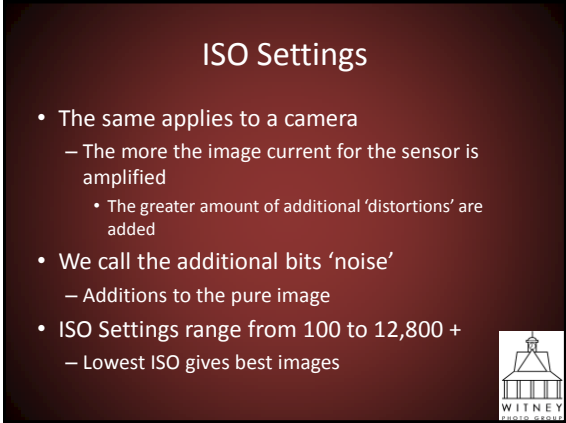 ISO Settings
• The same applies to a camera
– The more the image current for the sensor is
amplified
• The greater amount of additional ‘distortions’ are
added
• We call the additional bits ‘noise’
– Additions to the pure image
• ISO Settings range from 100 to 12,800 +
– Lowest ISO gives best images
WITNEY
PHOTO GROUP